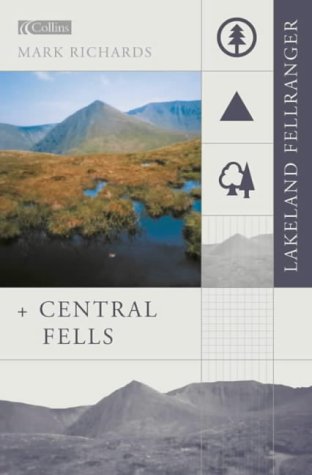 Collins
MARK RICHARDS
LAKELAND FELLRANGER
+ CENTRAL
FELLS